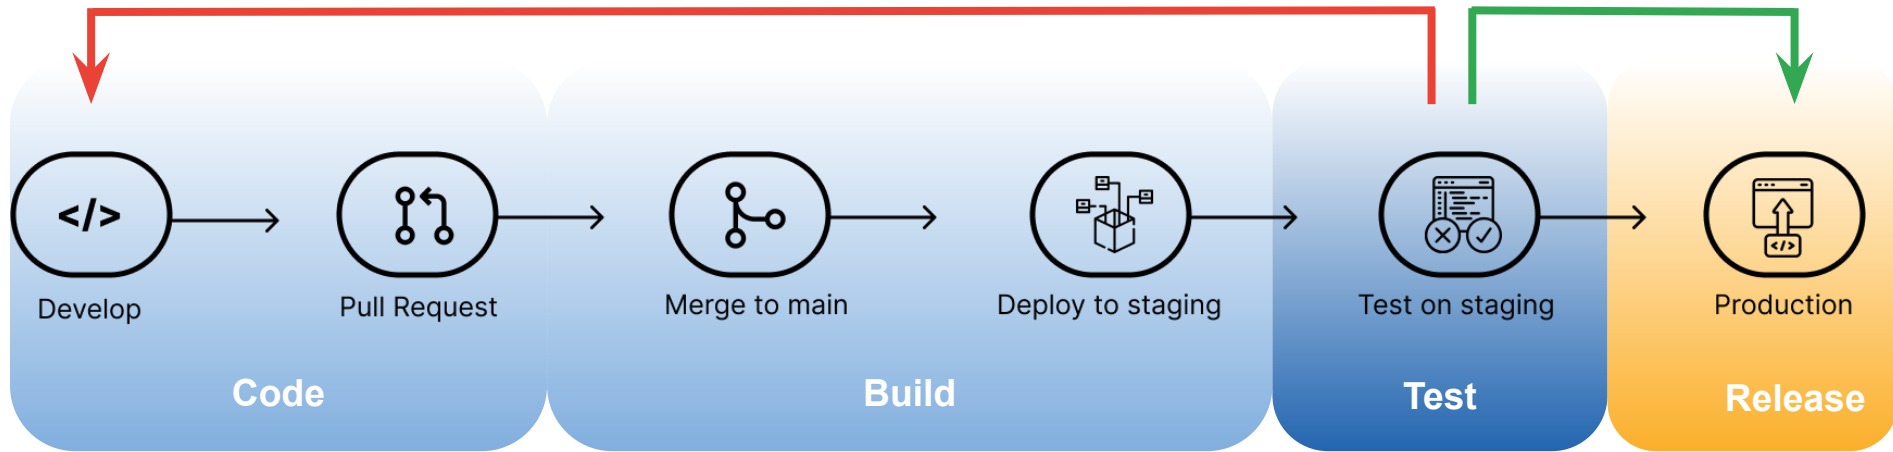 </>
Develop
Pull Request
Merge to main
Deploy to staging
Test on staging
</>
Production
Code
Build
Test
Release